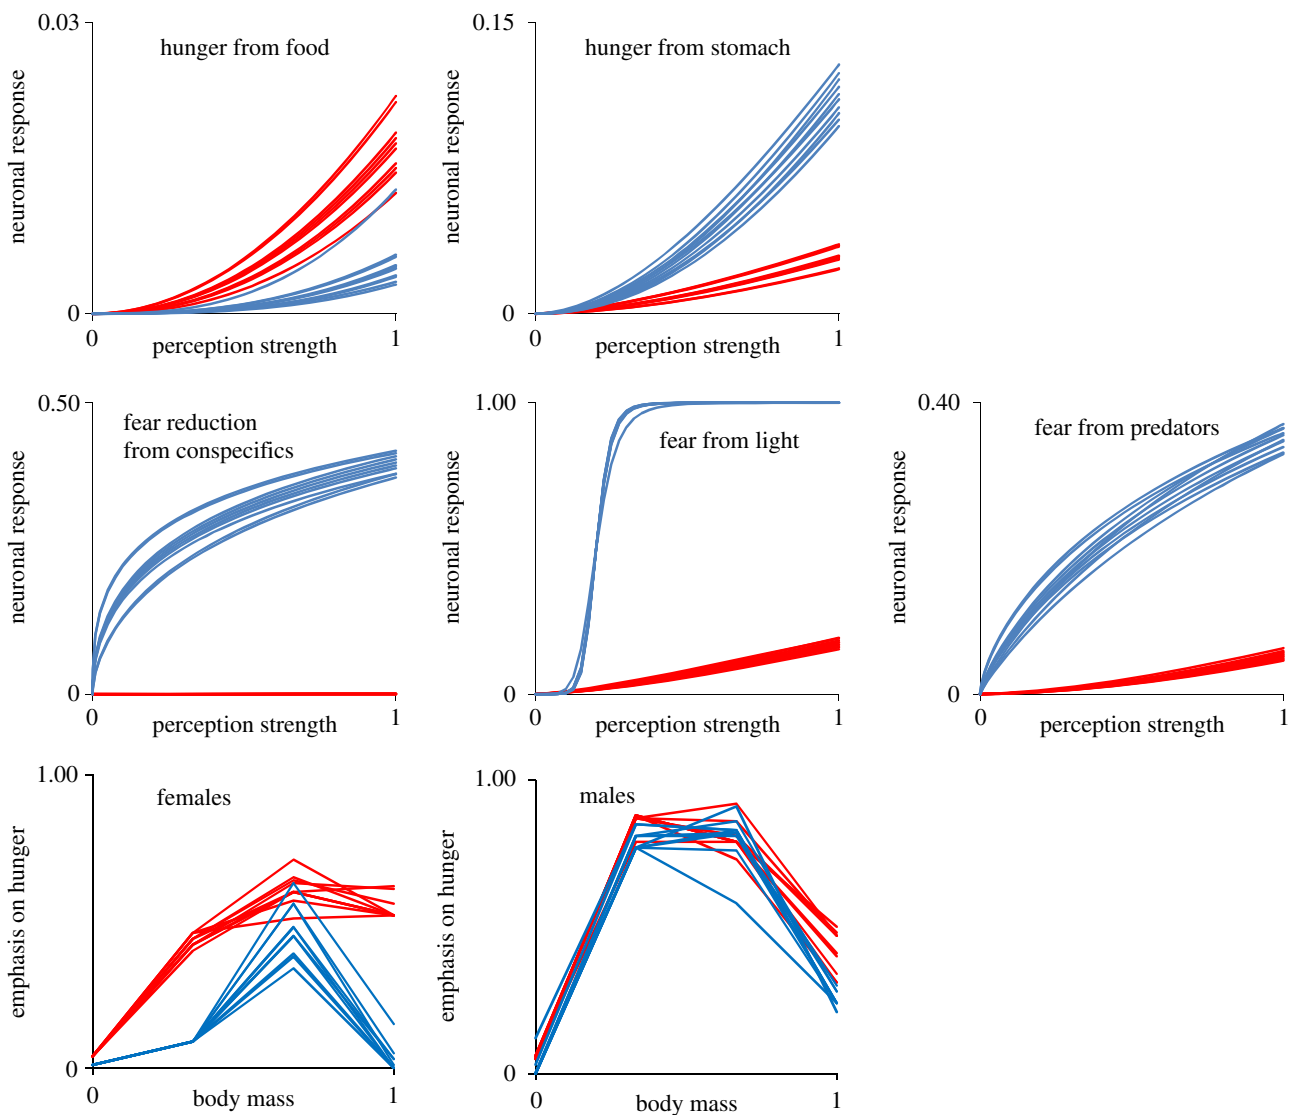 0.03
hunger from food
neuronal response
0
0
perception strength
1
0.15
hunger from stomach
neuronal response
0
0
perception strength
1
0.50
fear reduction
from conspecifics
neuronal response
0
0
perception strength
1
1.00
fear from light
neuronal response
0
0
perception strength
1
0.40
fear from predators
neuronal response
0
0
perception strength
1
1.00
females
emphasis on hunger
0
0
body mass
1
1.00
males
emphasis on hunger
0
0
body mass
1